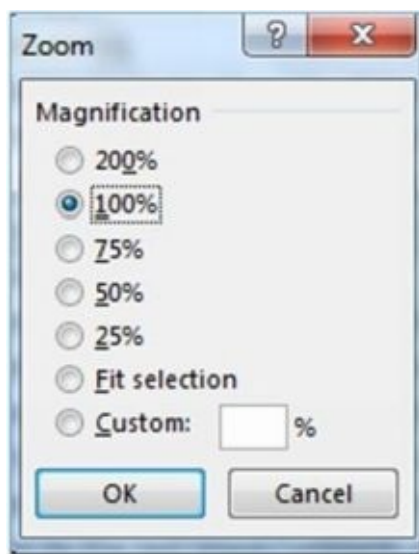 Zoom
Magnification
200%
100%
75%
50%
25%
Fit selection
Custom: %
OK Cancel